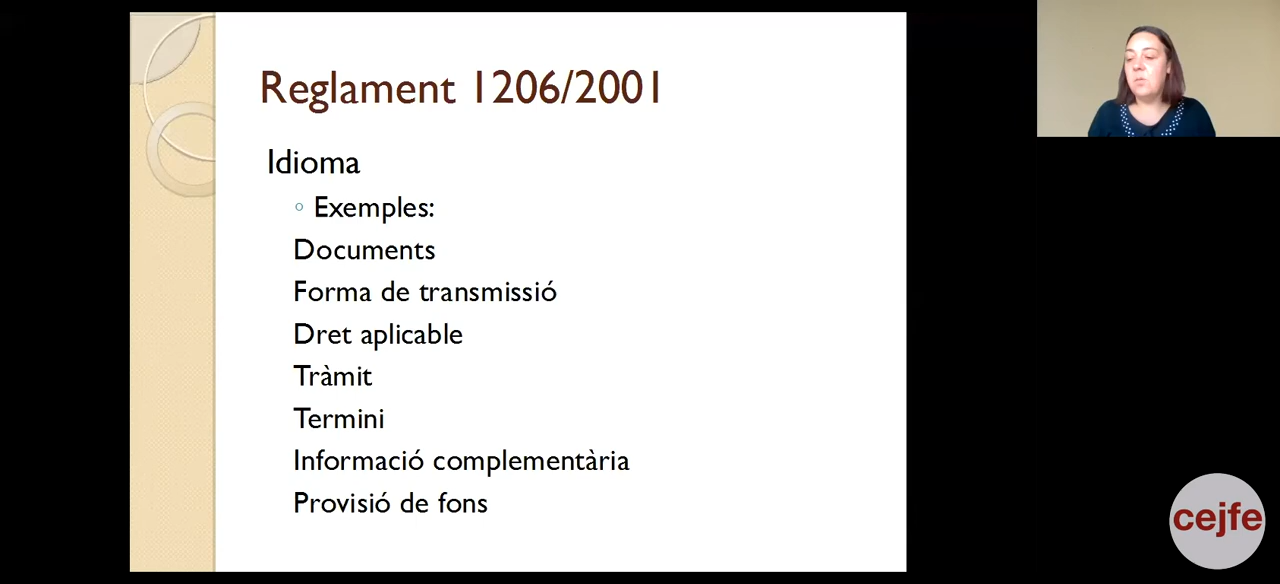 Reglament 1206/2001
Idioma
Exemples:
Documents
Forma de transmissió
Dret aplicable
Tràmit
Termini
Informació complementària
Provisió de fons
cejfe